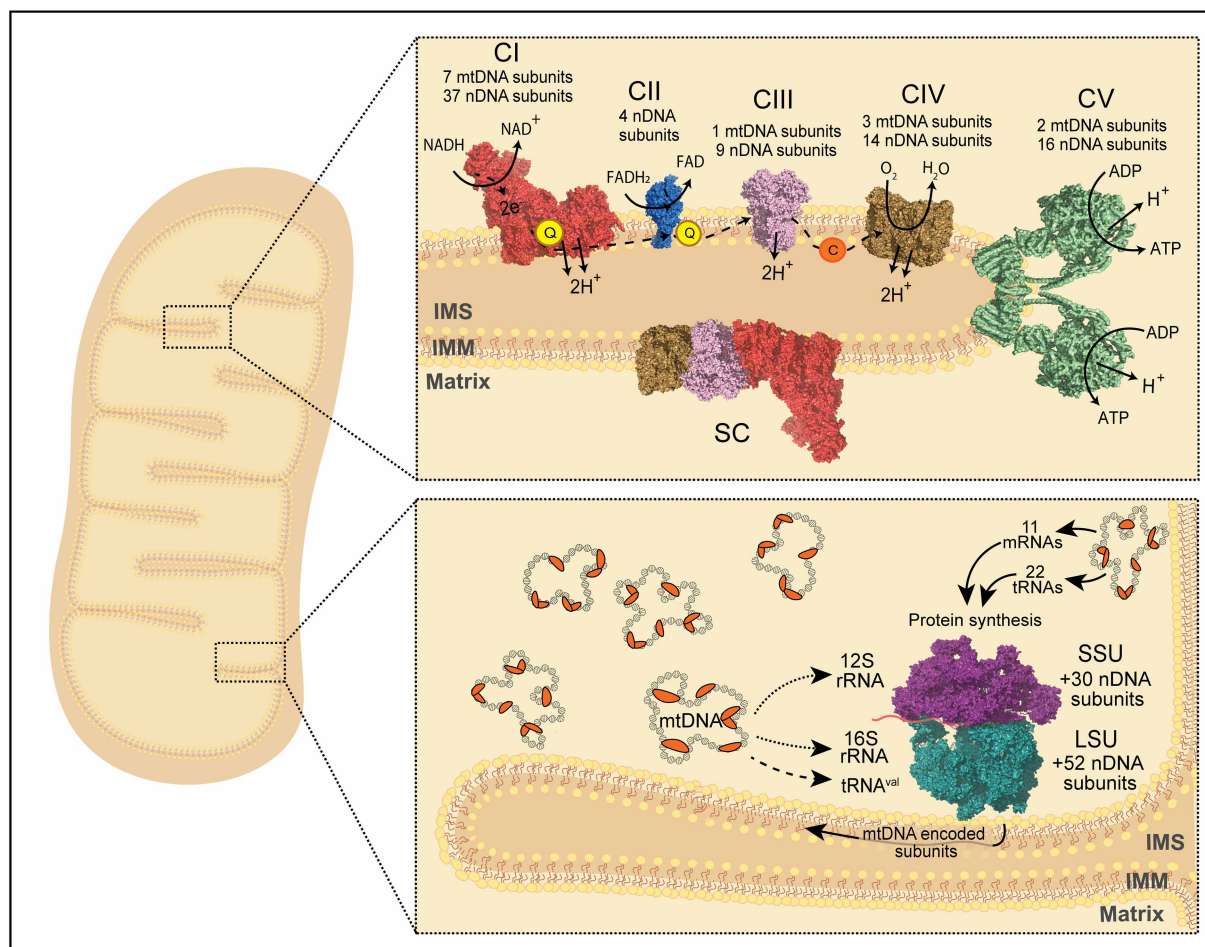 CI
7 mtDNA subunits
37 nDNA subunits
NADH
NAD+
2e
Q
2H+
CII
4 nDNA
subunits
FADH₂
FAD
Q
CIII
1 mtDNA subunits
9 nDNA subunits
2H+
C
CIV
3 mtDNA subunits
14 nDNA subunits
O₂
H₂O
2H+
CV
2 mtDNA subunits
16 nDNA subunits
ADP
H+
ATP
ADP
H+
ATP
IMS
IMM
Matrix
SC
11
mRNAs
22
tRNAs
Protein synthesis
mtDNA
12S
rRNA
16S
rRNA
tRNAval
SSU
+30 nDNA
subunits
LSU
+52 nDNA
subunits
mtDNA encoded
subunits
IMS
IMM
Matrix